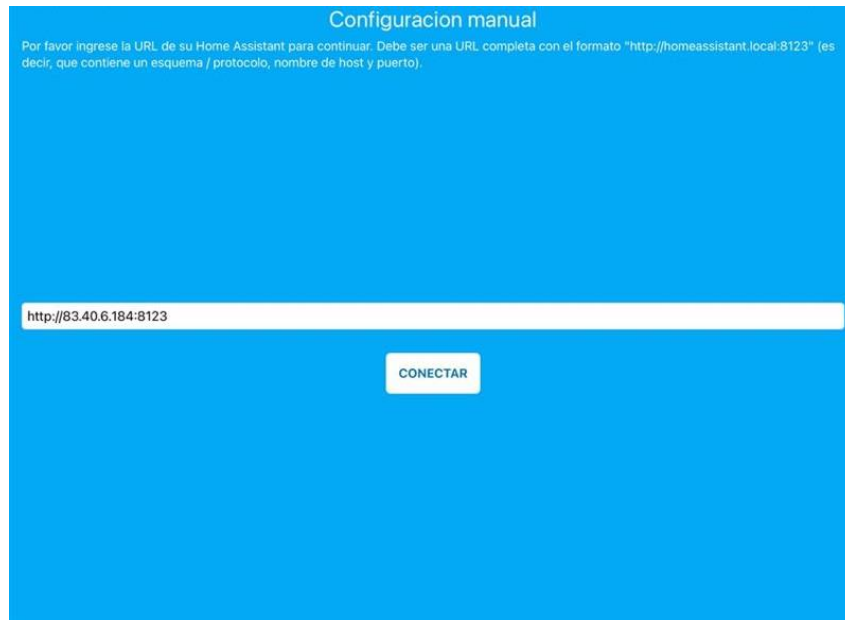 Configuracion manual
Por favor ingrese la URL de su Home Assistant para continuar. Debe ser una URL completa con el formato "http://homeassistant.local:8123" (es
decir, que contiene un esquema / protocolo, nombre de host y puerto).
http://83.40.6.184:8123
CONECTAR